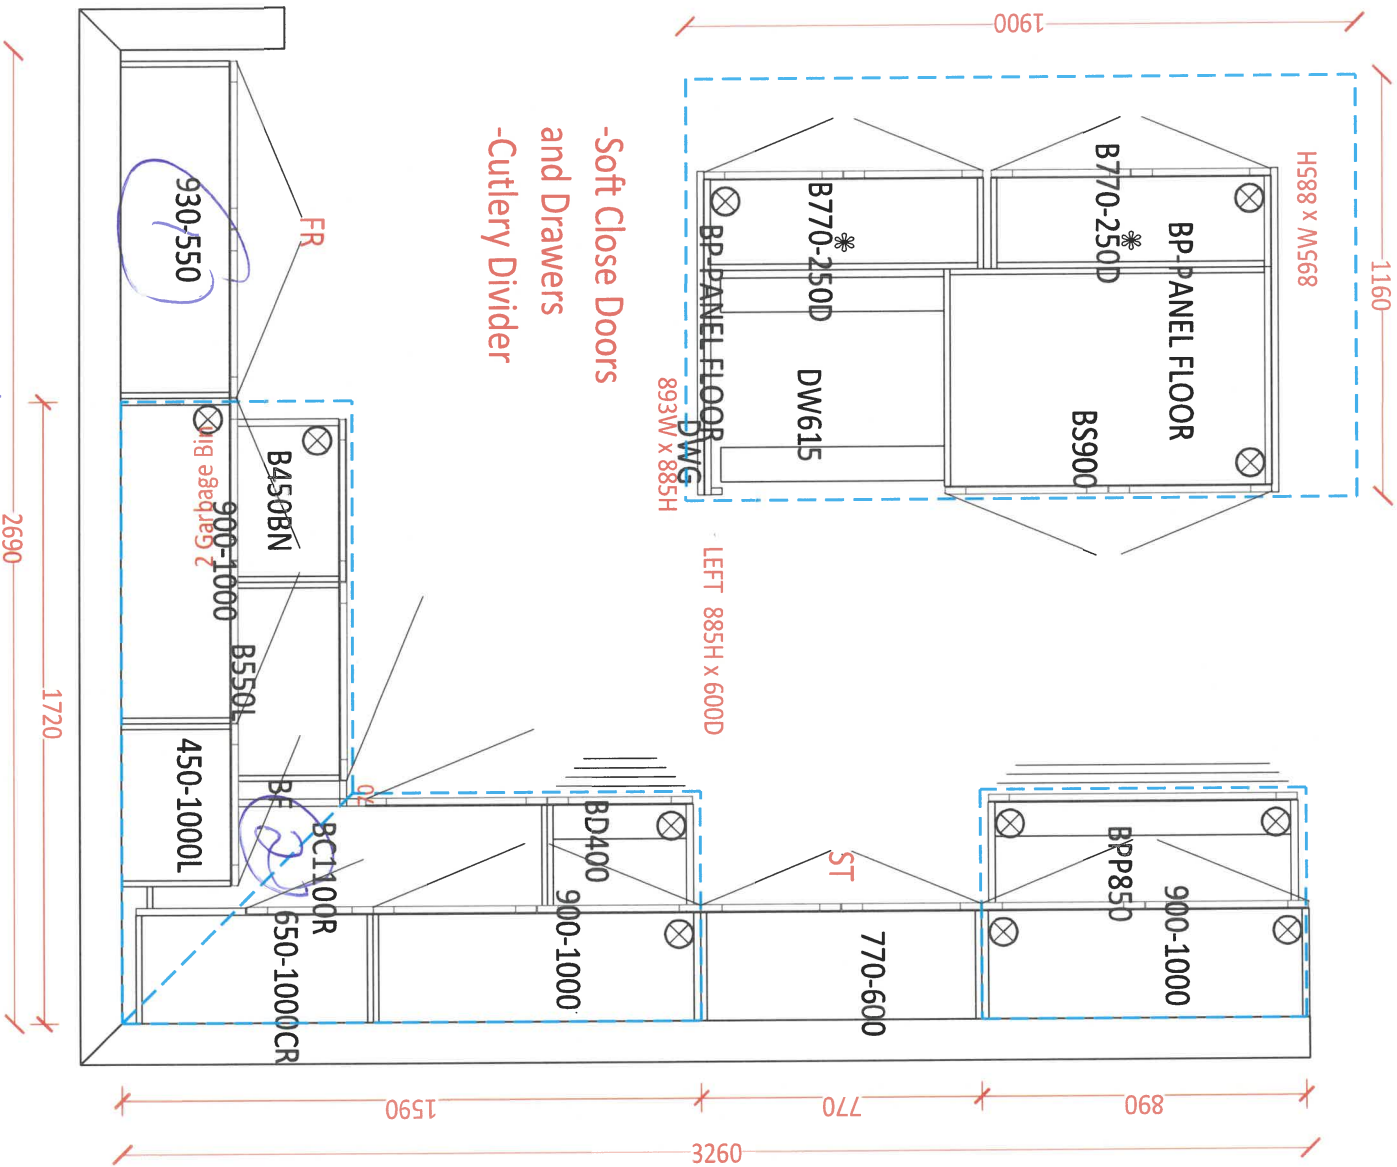 1900
1160
895W x 885H
B770-250D
BP-PANEL FLOOR
B770-250D
BP-PANEL FLOOR
BS900
DW615
DWG
893W x 885H
LEFT 885H x 600D
-Soft Close Doors
and Drawers
-Cutlery Divider
FR
930-550
B450BN
2 -Garbage Bin
900-1000
B550L
450-1000L
BF
70
BC1100R
650-1000CR
BD400
900-1000
ST
770-600
BPP850
900-1000
2690
1720
1590
770
890
3260